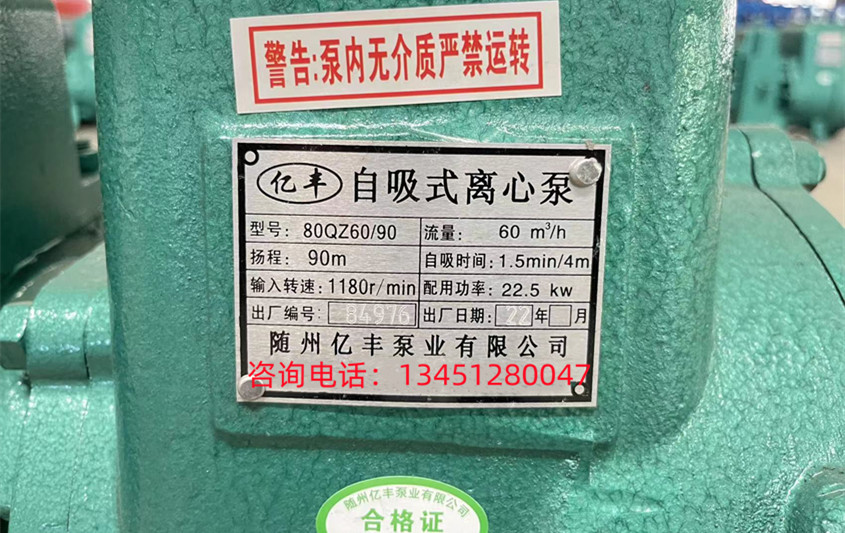 警告:泵内无介质严禁运转
亿丰 自吸式离心泵
型号: 80QZ60/90 流量: 60 m³/h
扬程: 90m 自吸时间: 1.5min/4m
输入转速: 1180r/min 配用功率: 22.5 kw
出厂编号: B4976 出厂日期: 22年 月
随州亿丰泵业有限公司
咨询电话：13451280047
随州亿丰泵业有限公司
合格证